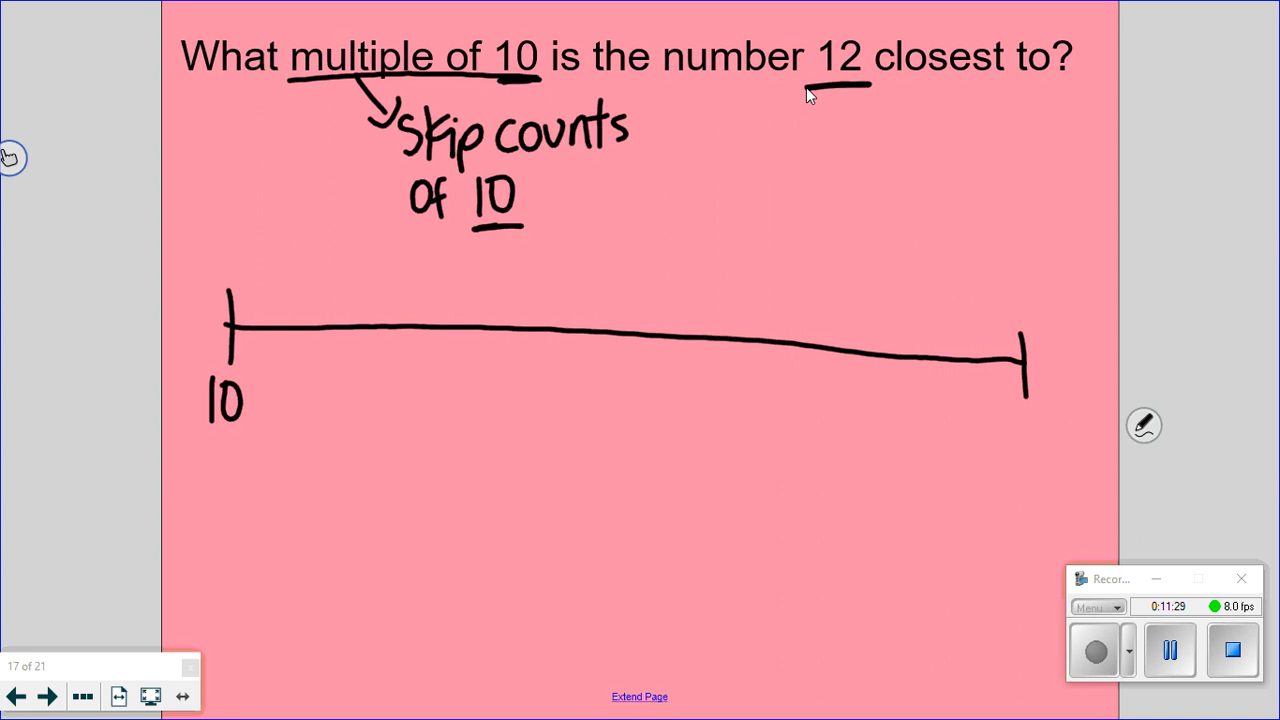 What multiple of 10 is the number 12 closest to?
skip counts
of 10
10
Recor...
Menu
0:11:29
8.0 fps
17 of 21
x
Extend Page